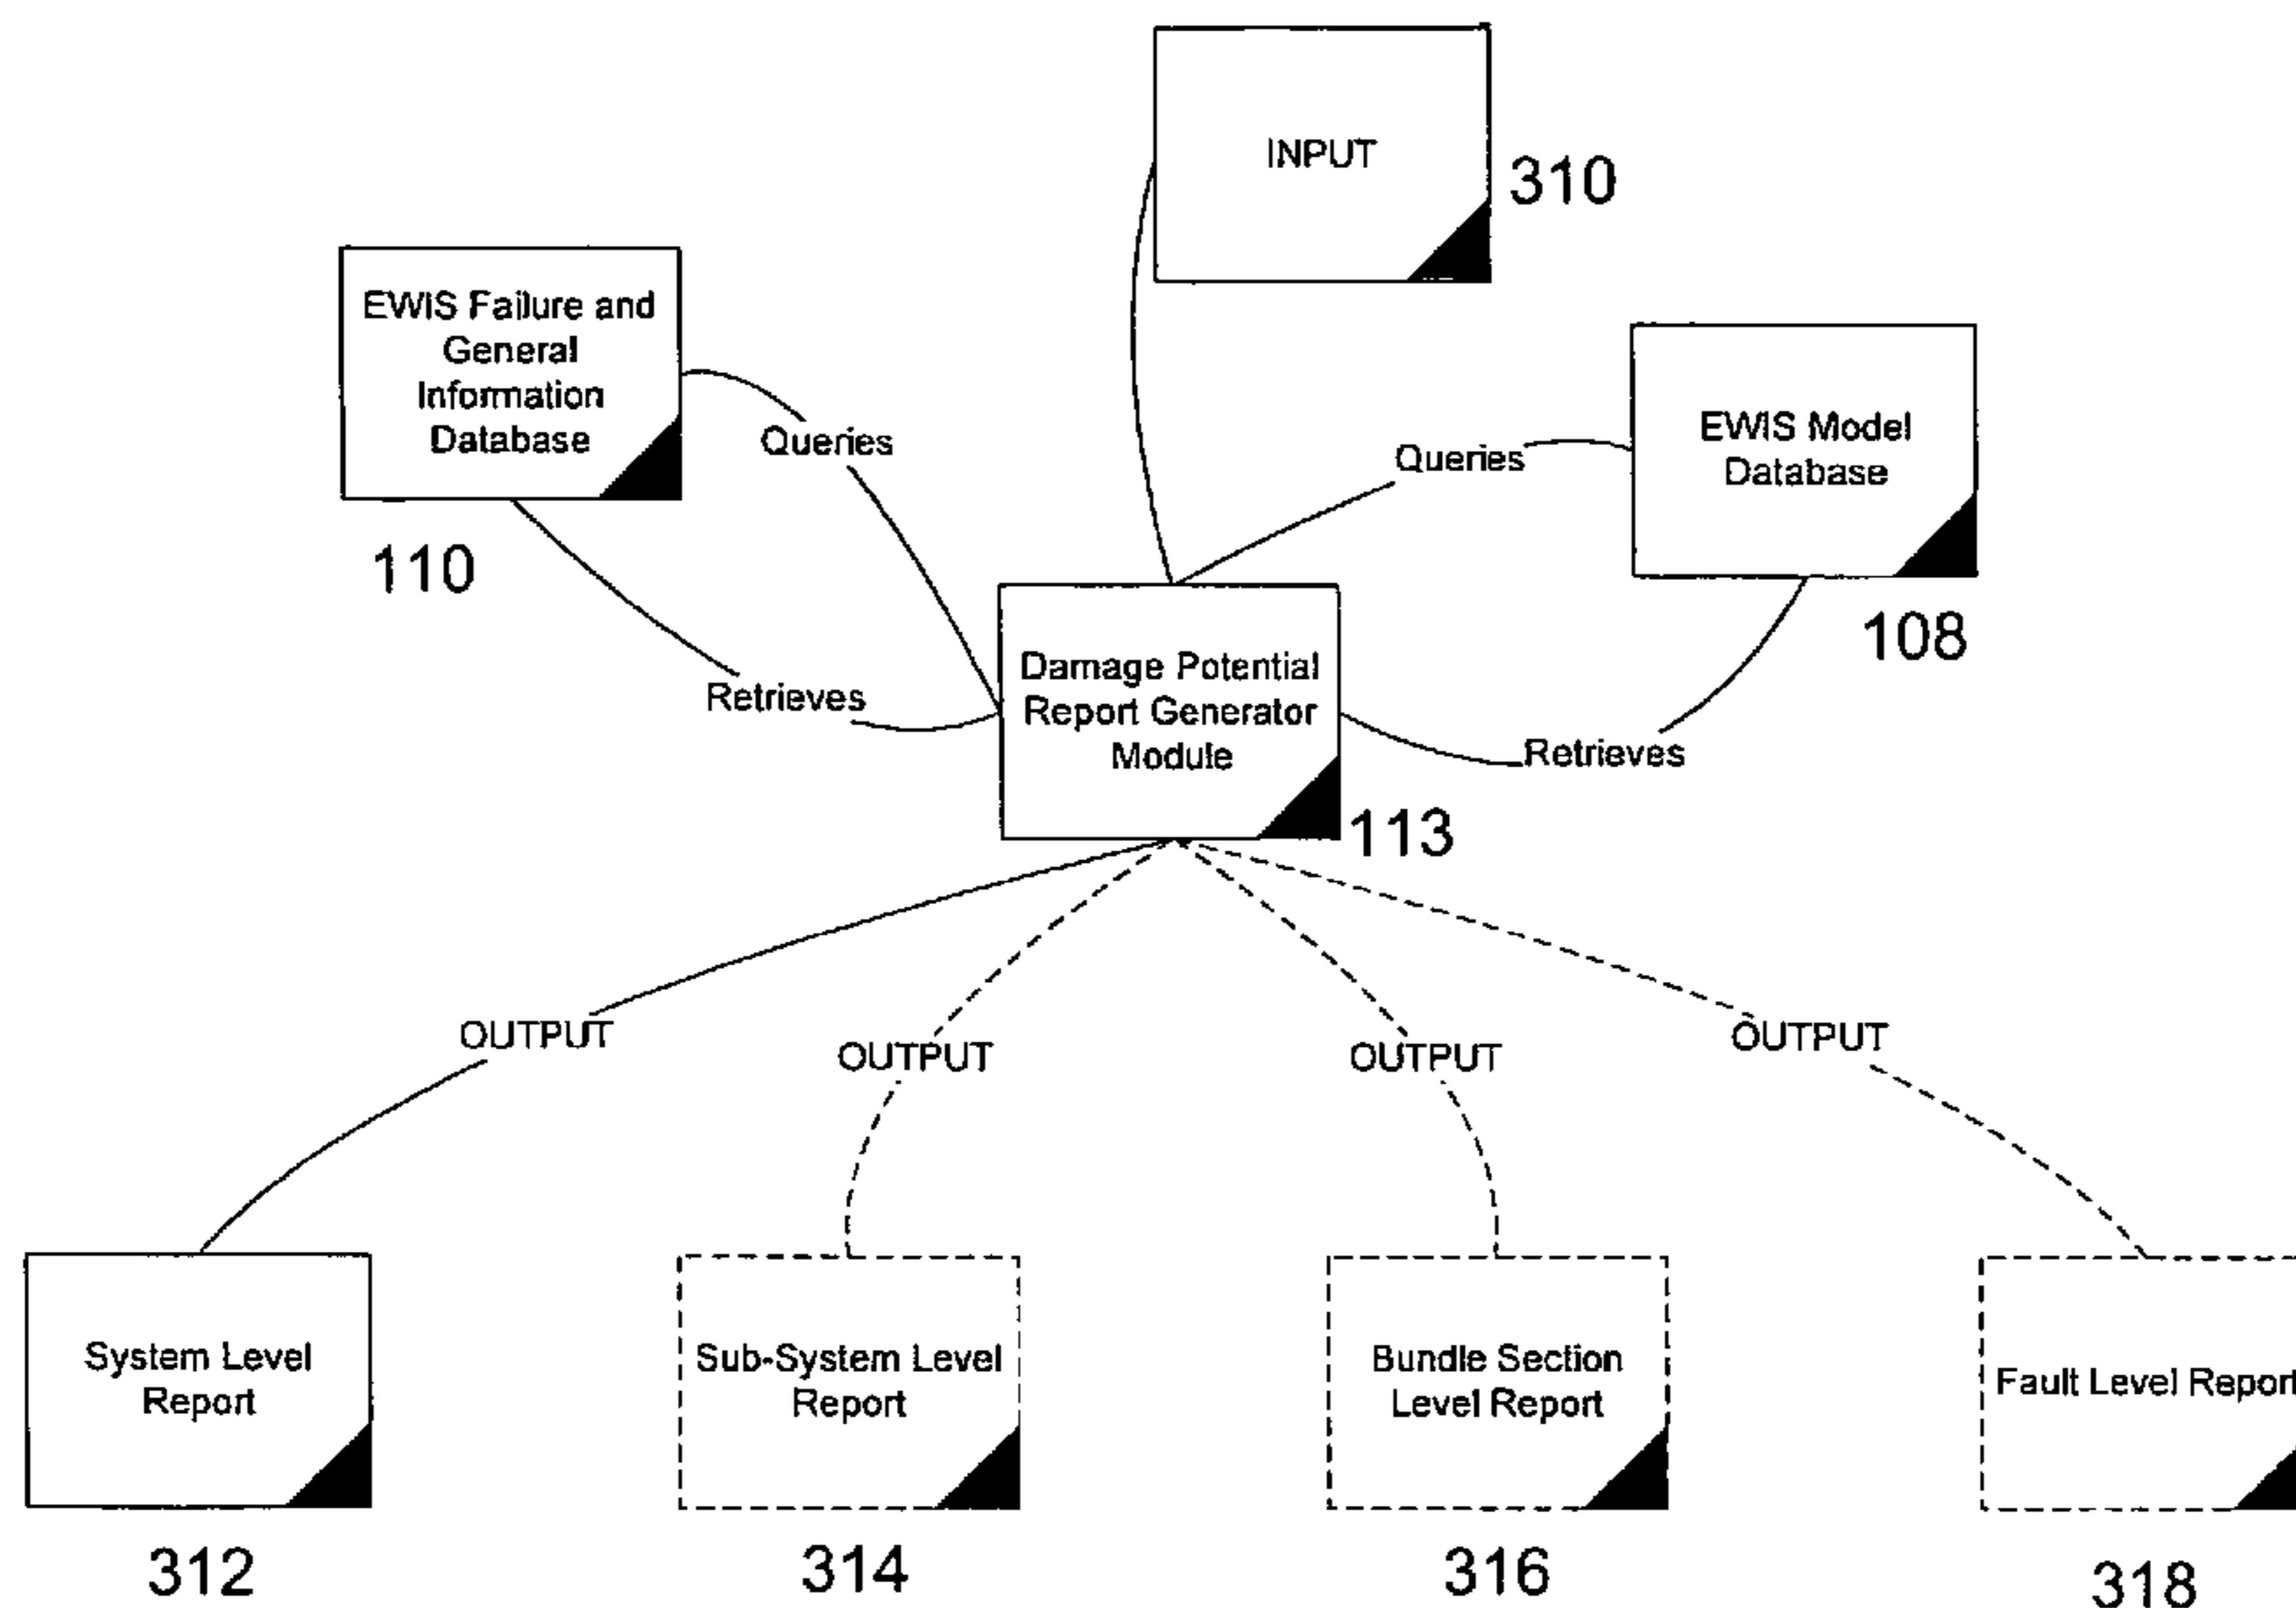 INPUT
310
EWIS Failure and
General
Information
Database
110
Queries
Retrieves
Queries
EWIS Model
Database
108
Retrieves
Damage Potential
Report Generator
Module
113
OUTPUT
OUTPUT
OUTPUT
OUTPUT
System Level
Report
312
Sub-System Level
Report
314
Bundle Section
Level Report
316
Fault Level Report
318